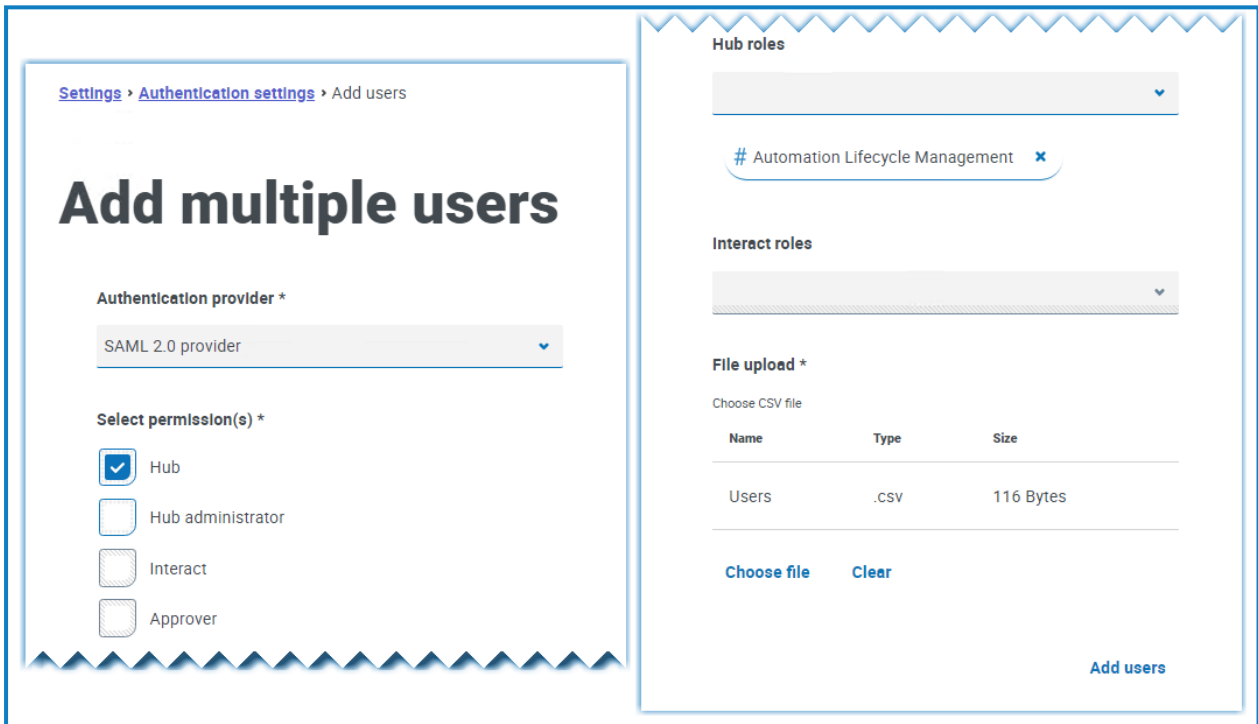 Settings › Authentication settings › Add users
Add multiple users
Authentication provider *
SAML 2.0 provider
Select permission(s) *
Hub
Hub administrator
Interact
Approver
Hub roles
# Automation Lifecycle Management ×
Interact roles
File upload *
Choose CSV file
Name Type Size
Users .csv 116 Bytes
Choose file Clear
Add users